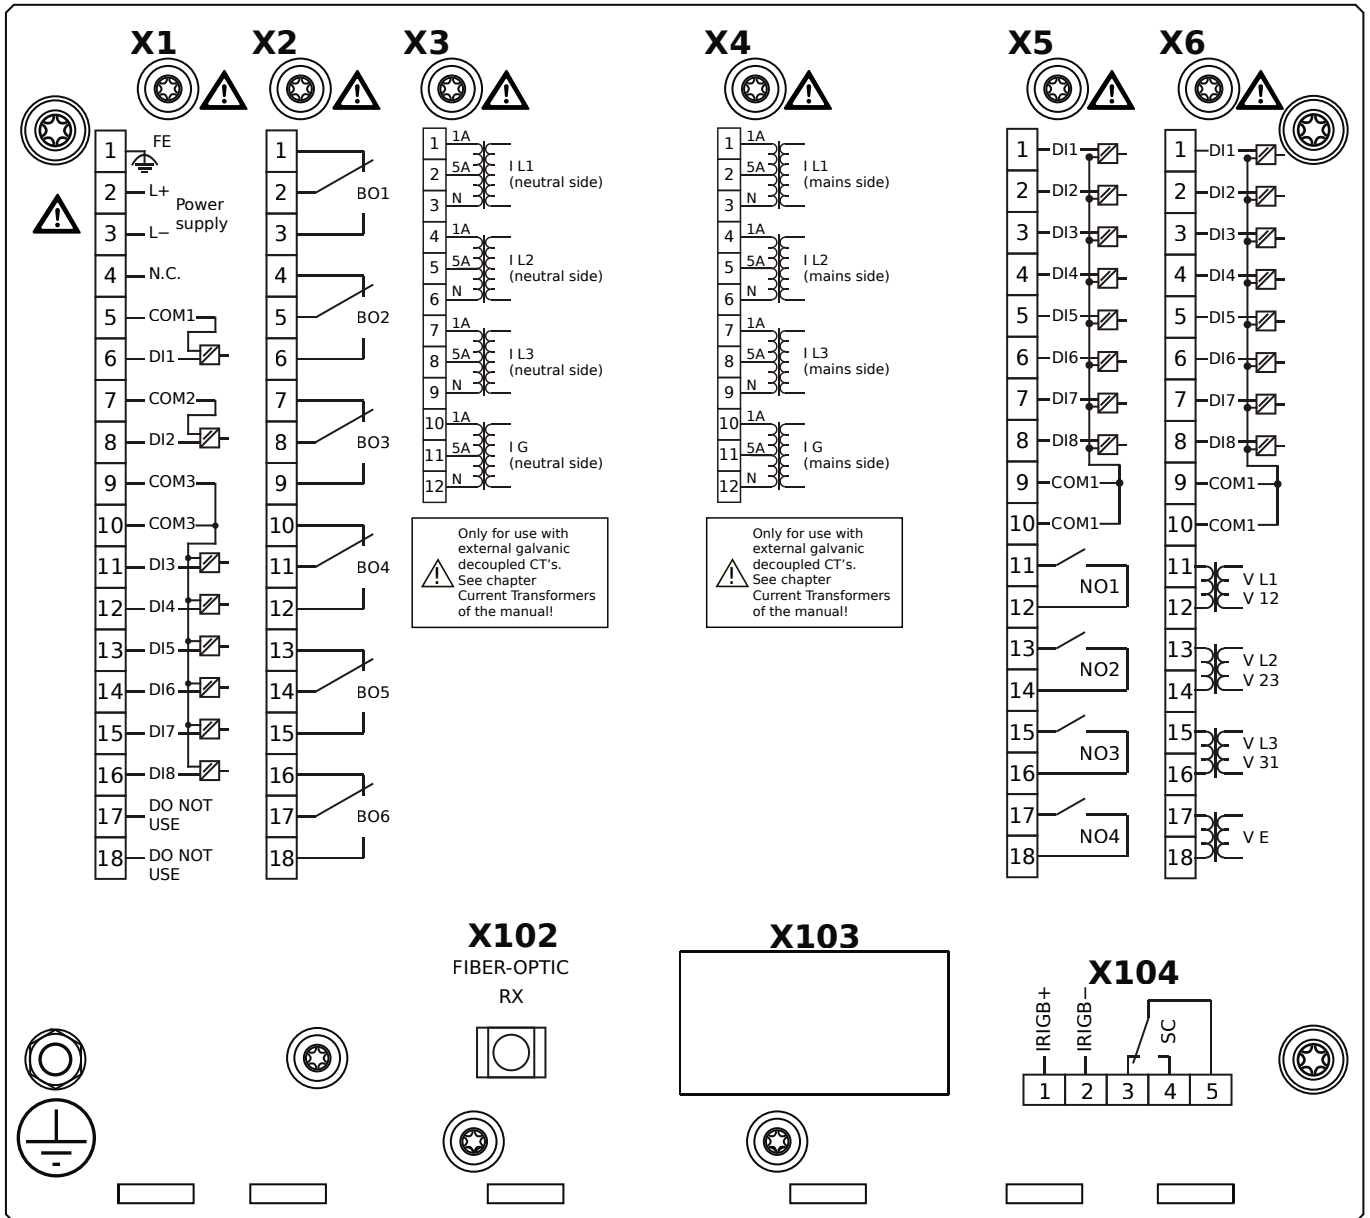 X1
X2
X3
X4
X5
X6
1
FE
2
L+
Power
supply
3
L−
4
N.C.
5
COM1
6
DI1
7
COM2
8
DI2
9
COM3
10
COM3
11
DI3
12
DI4
13
DI5
14
DI6
15
DI7
16
DI8
17
DO NOT
USE
18
DO NOT
USE
1
2
BO1
3
4
5
BO2
6
7
8
BO3
9
10
11
BO4
12
13
14
BO5
15
16
17
BO6
18
1
1A
2
5A
I L1
(neutral side)
3
N
4
1A
5
5A
I L2
(neutral side)
6
N
7
1A
8
5A
I L3
(neutral side)
9
N
10
1A
11
5A
I G
(neutral side)
12
N
Only for use with
external galvanic
decoupled CT’s.
See chapter
Current Transformers
of the manual!
1
1A
2
5A
I L1
(mains side)
3
N
4
1A
5
5A
I L2
(mains side)
6
N
7
1A
8
5A
I L3
(mains side)
9
N
10
1A
11
5A
I G
(mains side)
12
N
Only for use with
external galvanic
decoupled CT’s.
See chapter
Current Transformers
of the manual!
1
DI1
2
DI2
3
DI3
4
DI4
5
DI5
6
DI6
7
DI7
8
DI8
9
COM1
10
COM1
11
NO1
12
13
NO2
14
15
NO3
16
17
NO4
18
1
DI1
2
DI2
3
DI3
4
DI4
5
DI5
6
DI6
7
DI7
8
DI8
9
COM1
10
COM1
11
V L1
V 12
12
13
V L2
V 23
14
15
V L3
V 31
16
17
V E
18
X102
FIBER-OPTIC
RX
X103
X104
IRIGB+
IRIGB−
SC
1
2
3
4
5